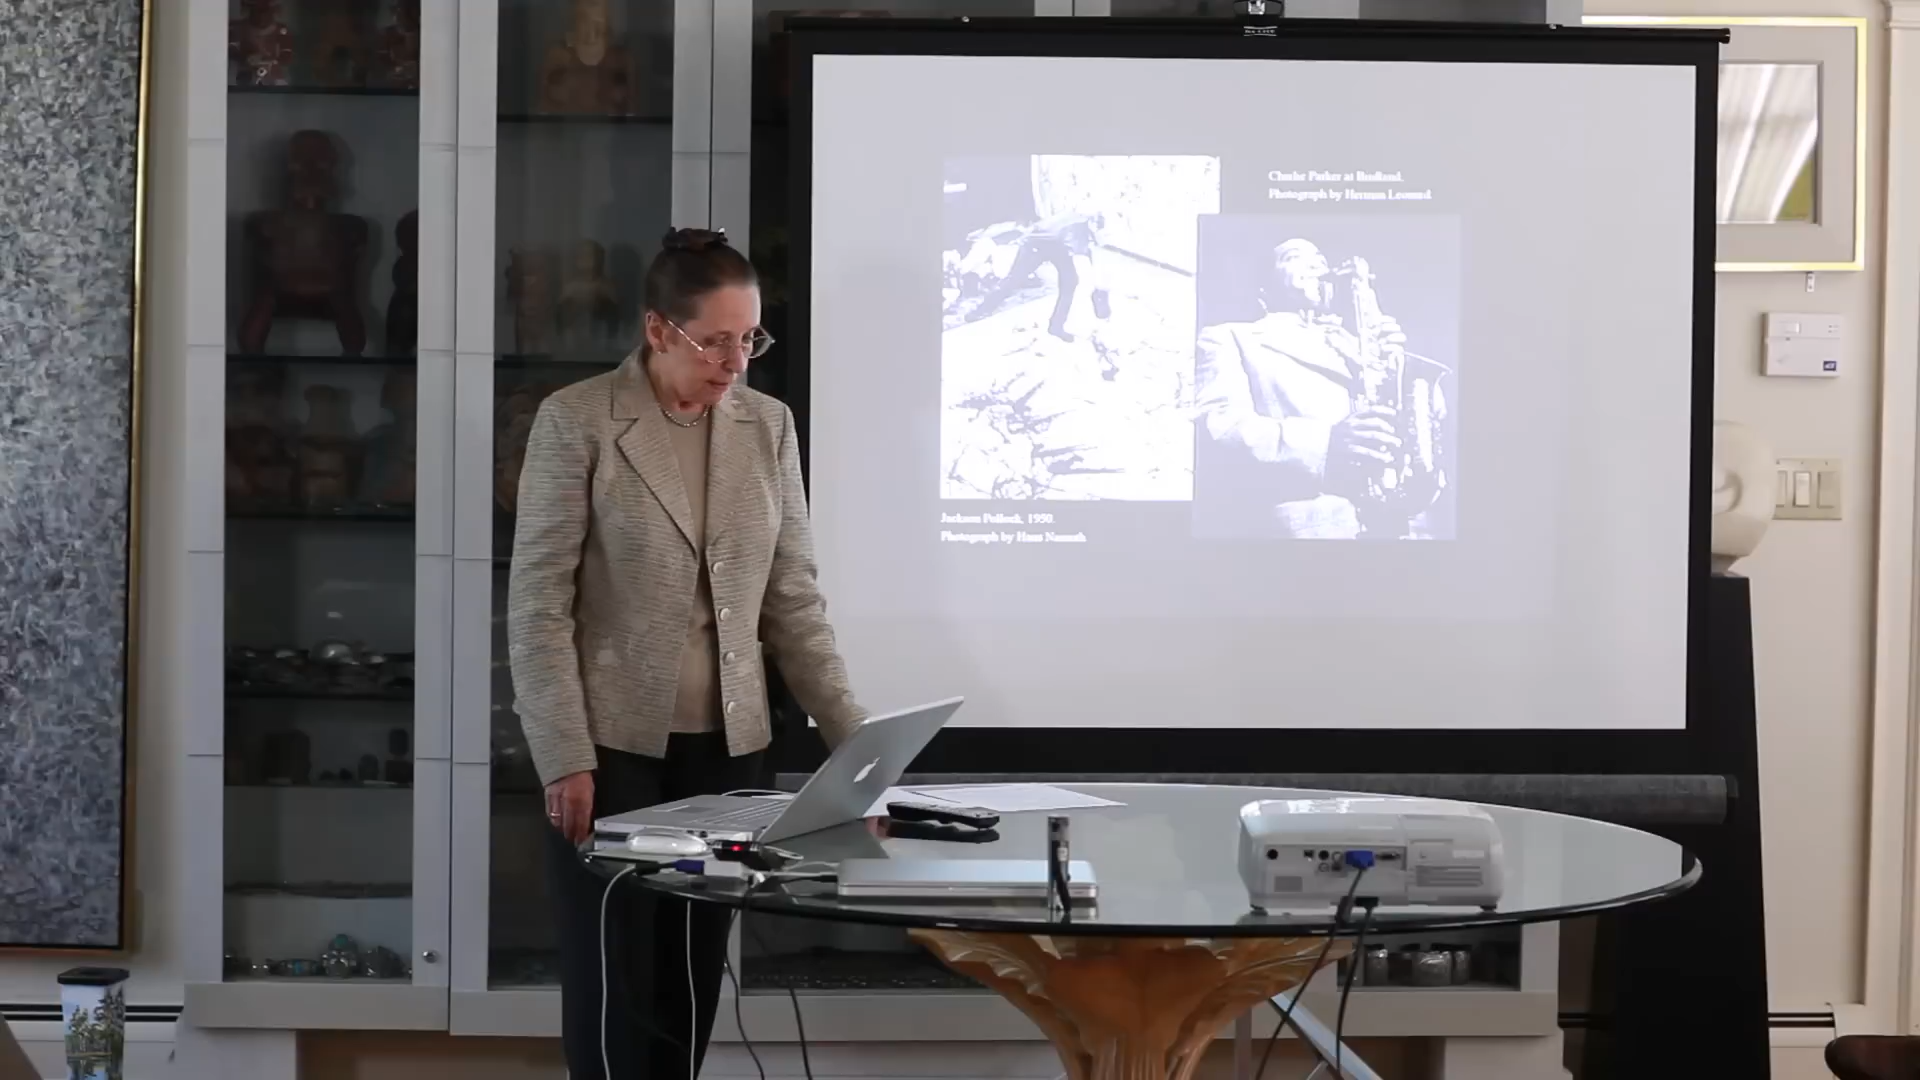 Charlie Parker at Birdland.
Photograph by Herman Leonard.
Jackson Pollock, 1950.
Photograph by Hans Namuth